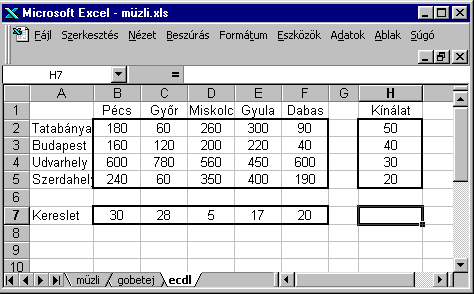 Microsoft Excel - müzli.xls
Fájl Szerkesztés Nézet Beszúrás Formátum Eszközök Adatok Ablak Súgó
H7 =
A B C D E F G H
1 Pécs Győr Miskolc Gyula Dabas Kínálat
2 Tatabánya 180 60 260 300 90 50
3 Budapest 160 120 200 220 40 40
4 Udvarhely 600 780 560 450 600 30
5 Szerdahely 240 60 350 400 190 20
6
7 Kereslet 30 28 5 17 20
8
9
10
müzli gobetej ecdl